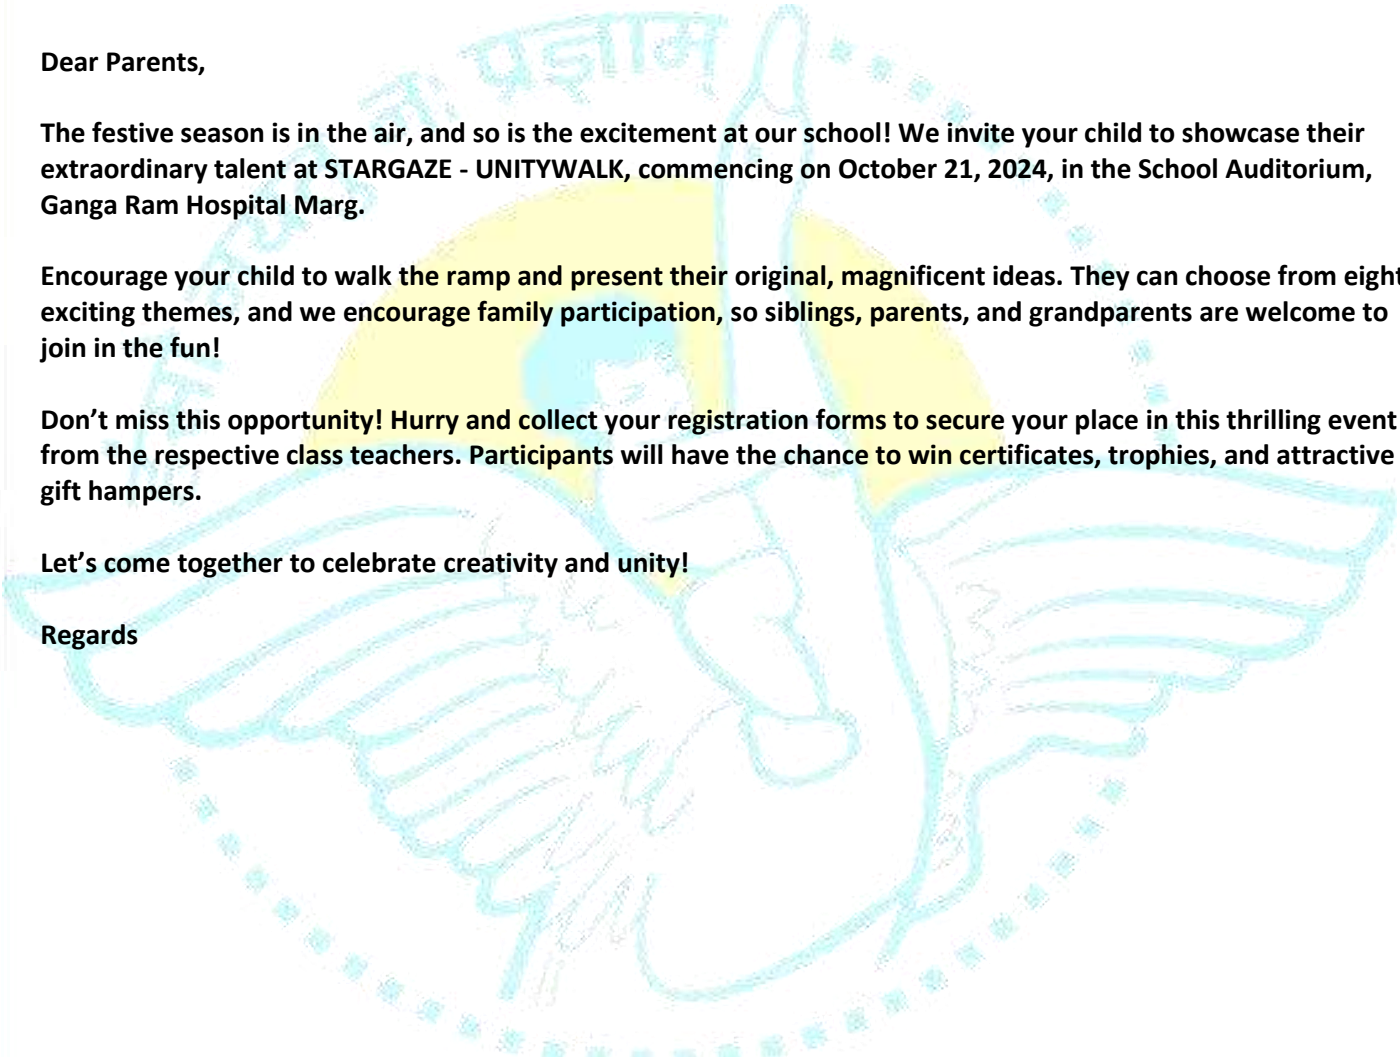 सा प्रथमा नो पज्ञान
Dear Parents,
The festive season is in the air, and so is the excitement at our school! We invite your child to showcase their
extraordinary talent at STARGAZE - UNITYWALK, commencing on October 21, 2024, in the School Auditorium,
Ganga Ram Hospital Marg.
Encourage your child to walk the ramp and present their original, magnificent ideas. They can choose from eight
exciting themes, and we encourage family participation, so siblings, parents, and grandparents are welcome to
join in the fun!
Don’t miss this opportunity! Hurry and collect your registration forms to secure your place in this thrilling event
from the respective class teachers. Participants will have the chance to win certificates, trophies, and attractive
gift hampers.
Let’s come together to celebrate creativity and unity!
Regards